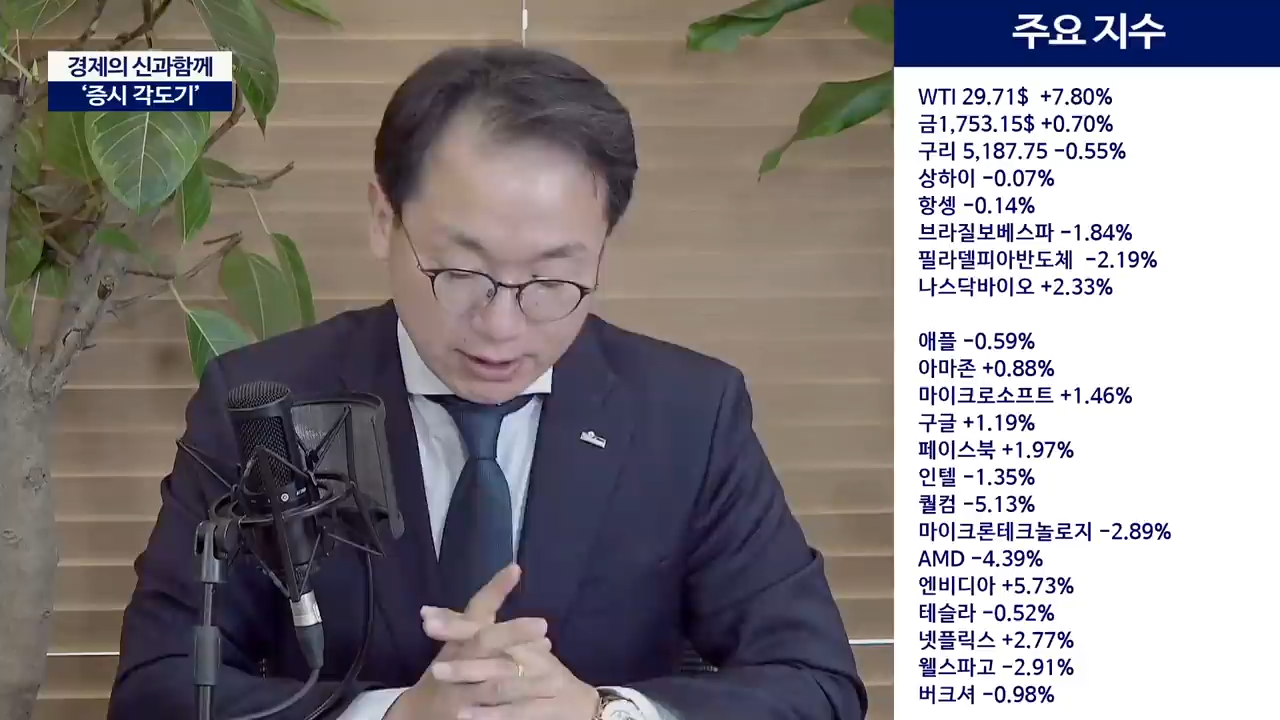 경제의 신과함께
‘증시 각도기’
주요 지수
WTI 29.71$ +7.80%
금1,753.15$ +0.70%
구리 5,187.75 -0.55%
상하이 -0.07%
항셍 -0.14%
브라질보베스파 -1.84%
필라델피아반도체 -2.19%
나스닥바이오 +2.33%
애플 -0.59%
아마존 +0.88%
마이크로소프트 +1.46%
구글 +1.19%
페이스북 +1.97%
인텔 -1.35%
퀄컴 -5.13%
마이크론테크놀로지 -2.89%
AMD -4.39%
엔비디아 +5.73%
테슬라 -0.52%
넷플릭스 +2.77%
웰스파고 -2.91%
버크셔 -0.98%